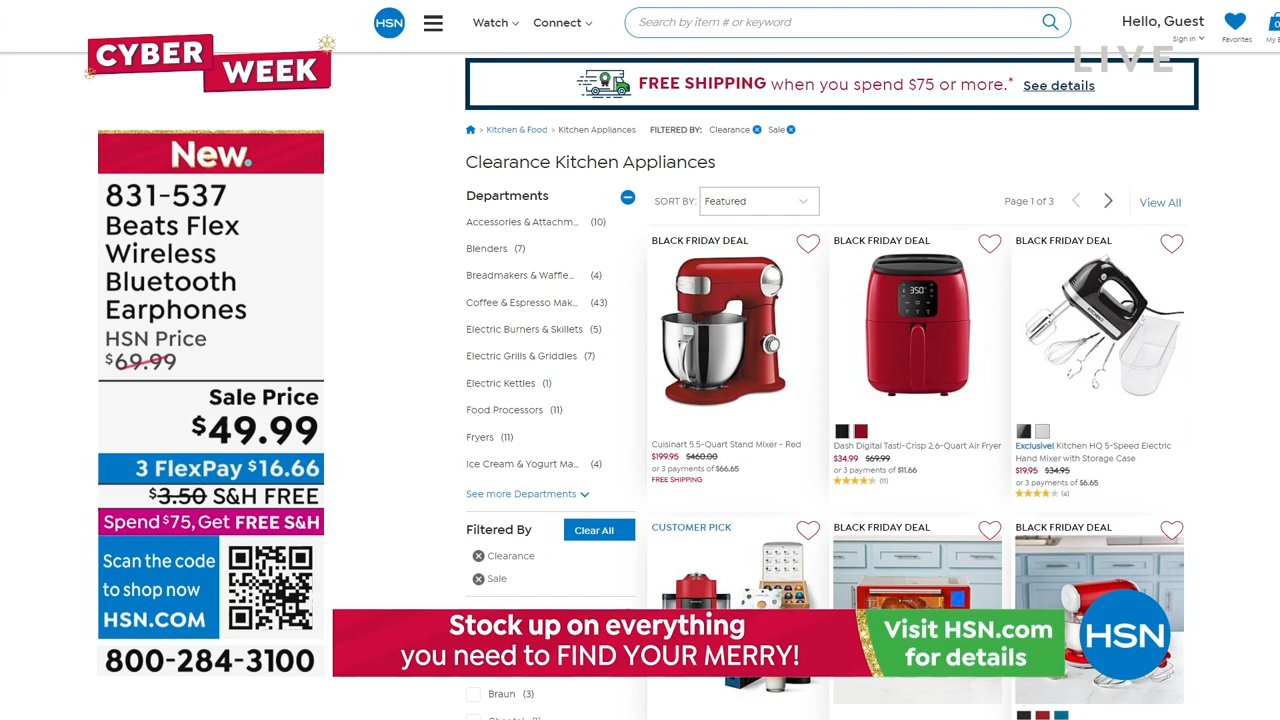 HSN
Watch
Connect
Search by item # or keyword
Hello, Guest
Sign In
Favorites
0
LIVE
CYBER
WEEK
FREE SHIPPING when you spend $75 or more.* See details
> Kitchen & Food > Kitchen Appliances FILTERED BY: Clearance Sale
Clearance Kitchen Appliances
New.
831-537
Beats Flex
Wireless
Bluetooth
Earphones
HSN Price
$69.99
Sale Price
$49.99
3 FlexPay $16.66
$3.50 S&H FREE
Spend $75, Get FREE S&H
Scan the code
to shop now
HSN.COM
800-284-3100
Departments
Accessories & Attachm... (10)
Blenders (7)
Breadmakers & Waffle... (4)
Coffee & Espresso Mak... (43)
Electric Burners & Skillets (5)
Electric Grills & Griddles (7)
Electric Kettles (1)
Food Processors (11)
Fryers (11)
Ice Cream & Yogurt Ma... (4)
See more Departments
Filtered By
Clear All
Clearance
Sale
Braun (3)
SORT BY: Featured
Page 1 of 3
View All
BLACK FRIDAY DEAL
Cuisinart 5.5-Quart Stand Mixer - Red
$199.95 $460.00
or 3 payments of $66.65
FREE SHIPPING
BLACK FRIDAY DEAL
350°
Dash Digital Tasti-Crisp 2.6-Quart Air Fryer
$34.99 $69.99
or 3 payments of $11.66
(11)
BLACK FRIDAY DEAL
Exclusive! Kitchen HQ 5-Speed Electric
Hand Mixer with Storage Case
$19.95 $34.95
or 3 payments of $6.65
(4)
CUSTOMER PICK
BLACK FRIDAY DEAL
BLACK FRIDAY DEAL
Stock up on everything
you need to FIND YOUR MERRY!
Visit HSN.com
for details
HSN